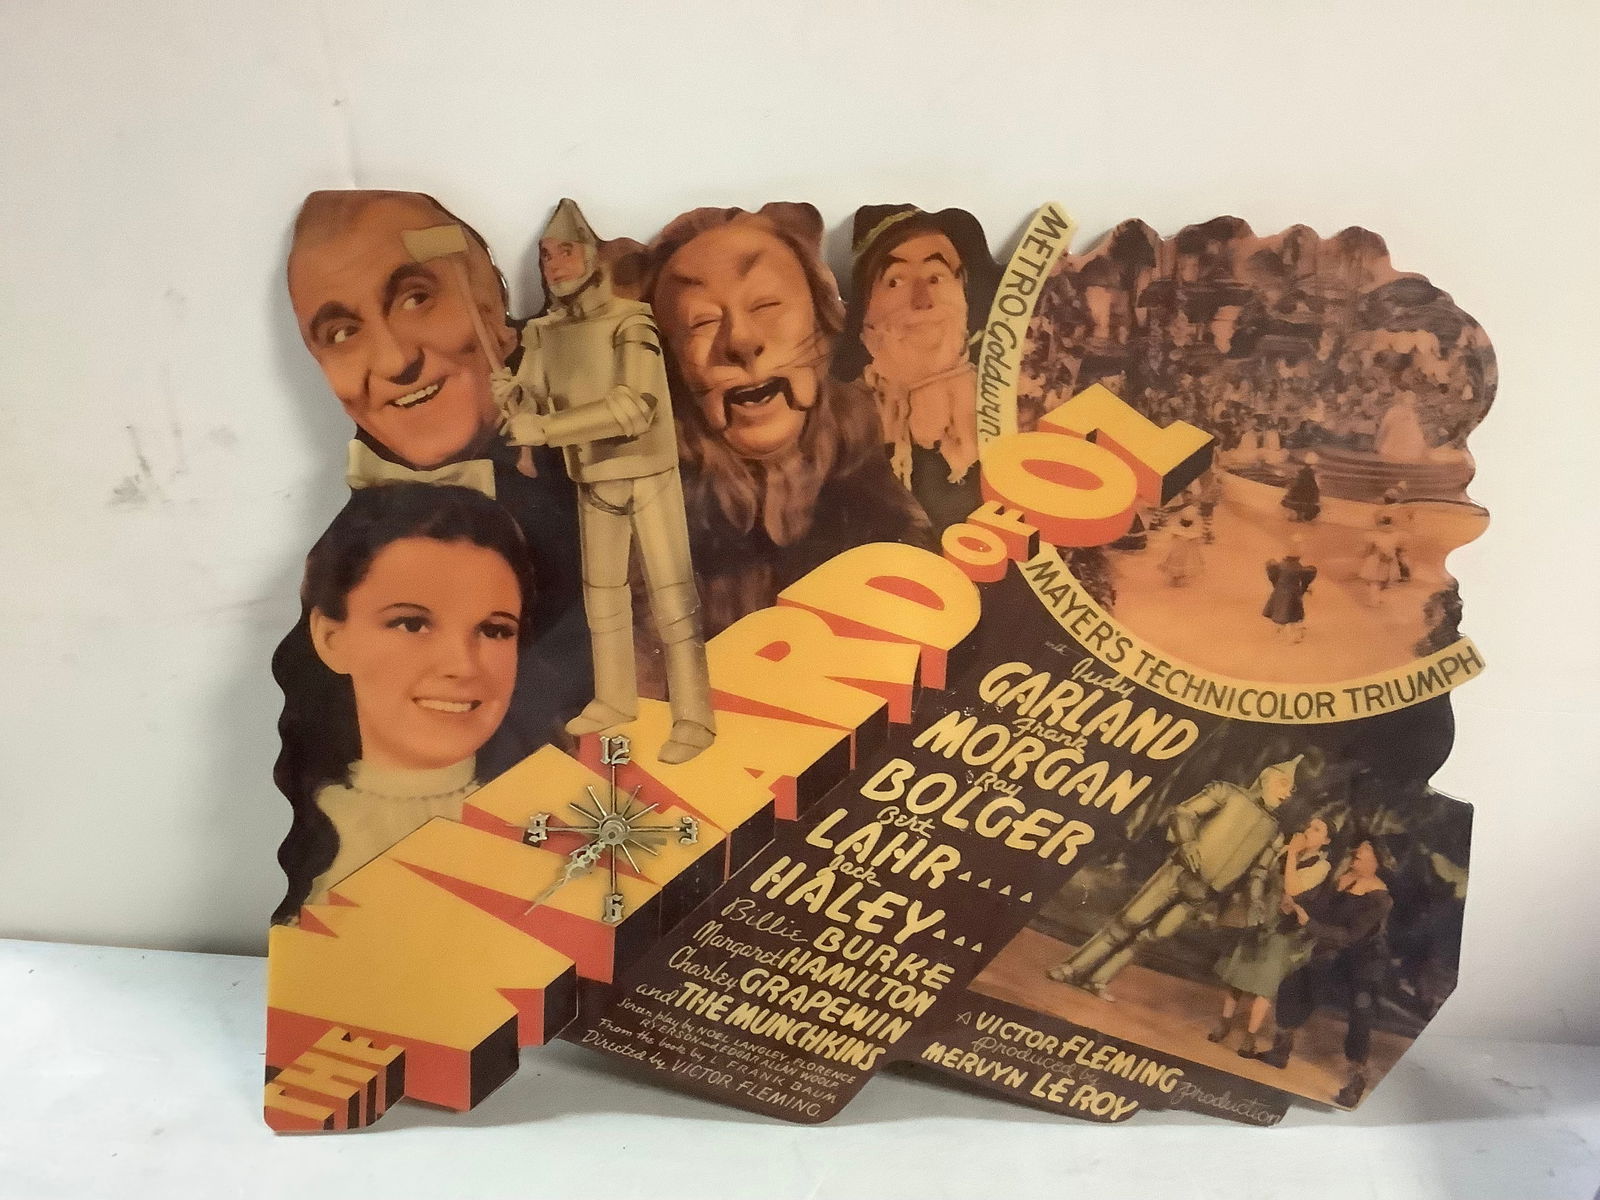 THE WIZARD OF OZ
METRO-Goldwyn-
MAYER'S TECHNICOLOR TRIUMPH
with Judy
GARLAND
Frank
MORGAN
Ray
BOLGER
Bert
LAHR....
Jack
HALEY...
Billie BURKE
Margaret HAMILTON
Charley GRAPEWIN
and THE MUNCHKINS
Screen play by NOEL LANGLEY, FLORENCE
RYERSON and EDGAR ALLAN WOOLF
From the book by L. FRANK BAUM
Directed by VICTOR FLEMING
A VICTOR FLEMING production
Produced by
MERVYN LE ROY
12
9 3
6